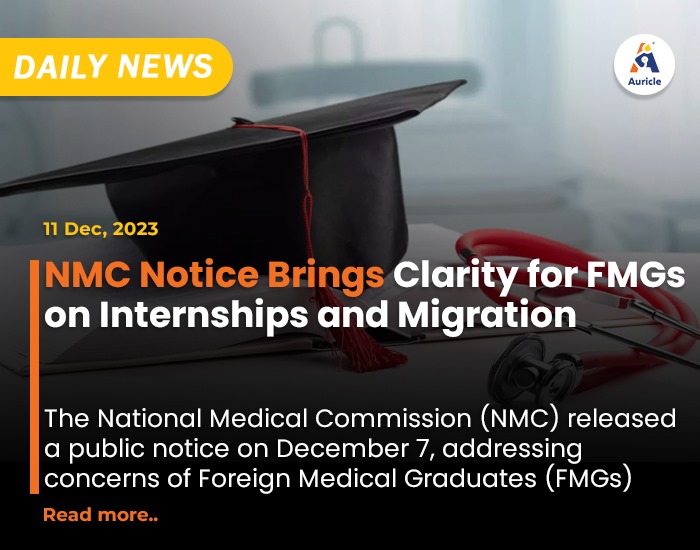 DAILY NEWS
Auricle
11 Dec, 2023
NMC Notice Brings Clarity for FMGs
on Internships and Migration
The National Medical Commission (NMC) released
a public notice on December 7, addressing
concerns of Foreign Medical Graduates (FMGs)
Read more..